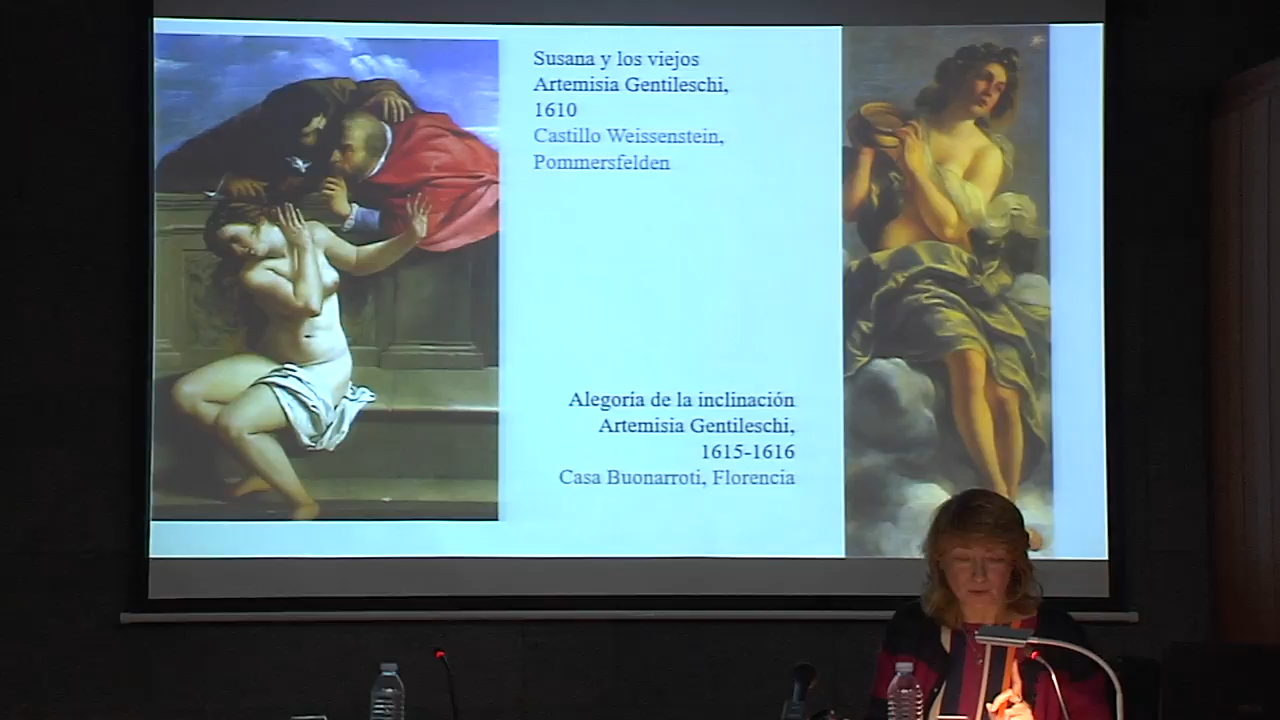 Susana y los viejos
Artemisia Gentileschi,
1610
Castillo Weissenstein,
Pommersfelden
Alegoría de la inclinación
Artemisia Gentileschi,
1615-1616
Casa Buonarroti, Florencia